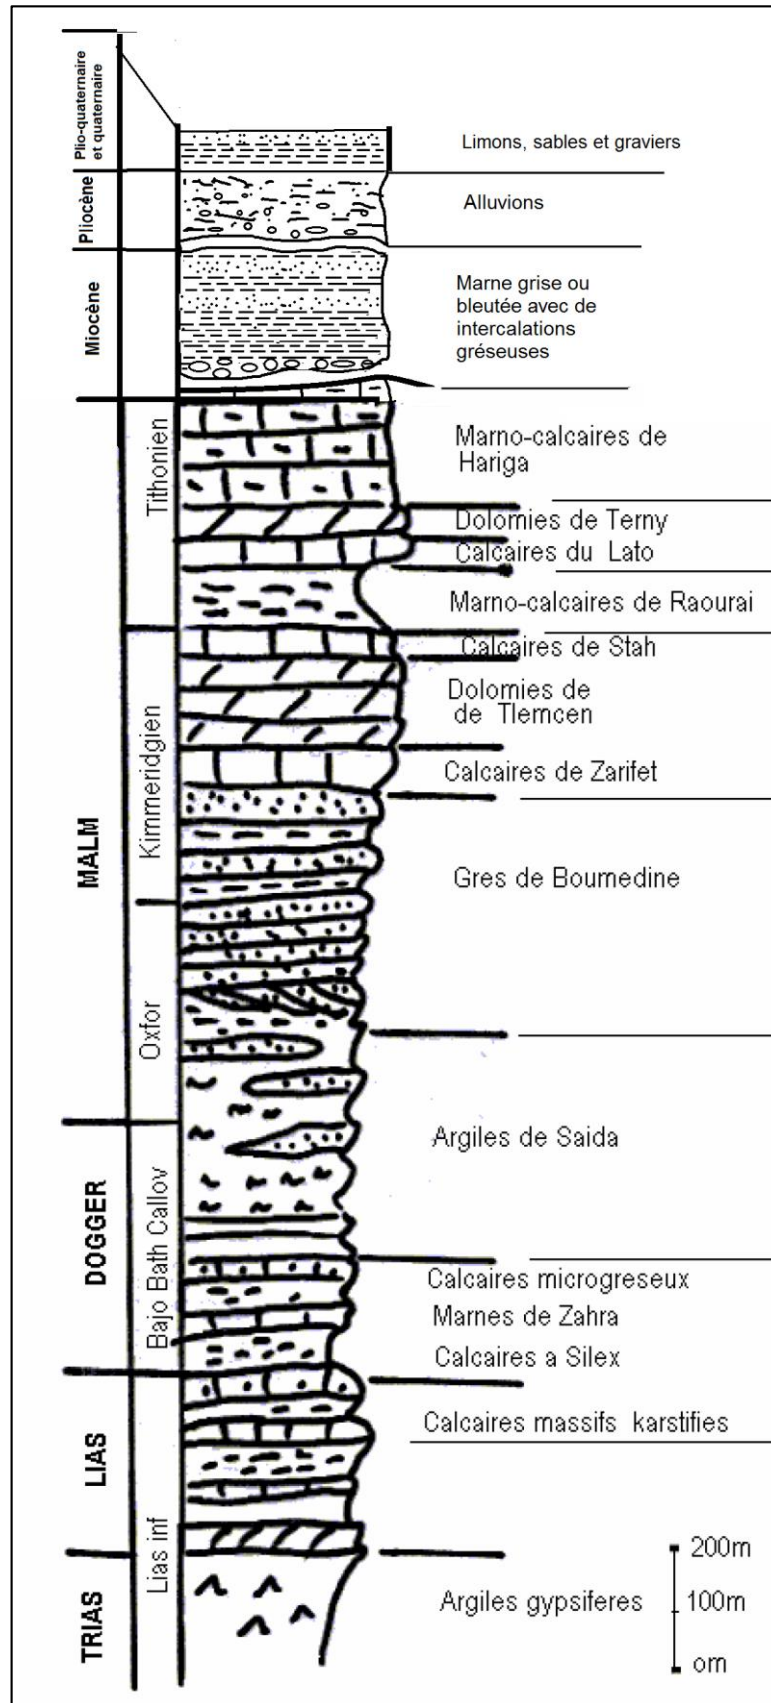 Plio-quaternaire
et quaternaire
Limons, sables et graviers
Pliocène
Alluvions
Miocène
Marne grise ou
bleutée avec de
intercalations
gréseuses
MALM
Tithonien
Marno-calcaires de
Hariga
Dolomies de Terny
Calcaires du Lato
Marno-calcaires de Raourai
Kimmeridgien
Calcaires de Stah
Dolomies de
de Tlemcen
Calcaires de Zarifet
Gres de Boumedine
Oxfor
Argiles de Saida
DOGGER
Bajo Bath Callov
Calcaires microgreseux
Marnes de Zahra
Calcaires a Silex
LIAS
Calcaires massifs karstifies
Lias inf
TRIAS
Argiles gypsiferes
200m
100m
om